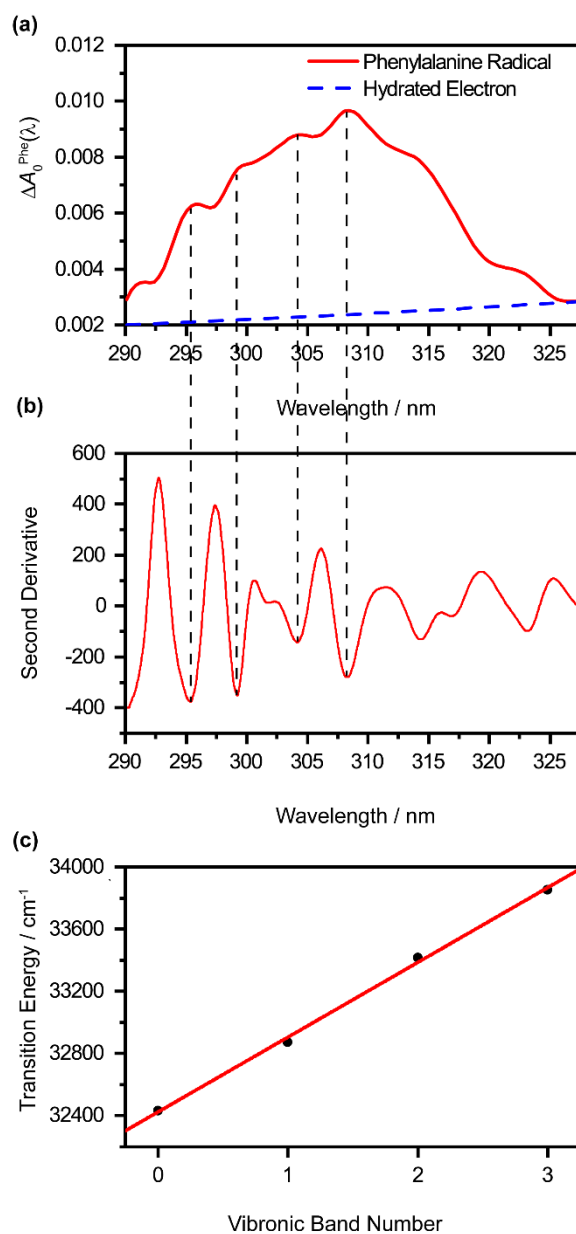 (a)
0.012
0.010
0.008
0.006
0.004
0.002
ΔA₀ᴾʰᵉ(λ)
Phenylalanine Radical
Hydrated Electron
290 295 300 305 310 315 320 325
Wavelength / nm
(b)
600
400
200
0
-200
-400
Second Derivative
290 295 300 305 310 315 320 325
Wavelength / nm
(c)
34000
33600
33200
32800
32400
Transition Energy / cm⁻¹
0 1 2 3
Vibronic Band Number